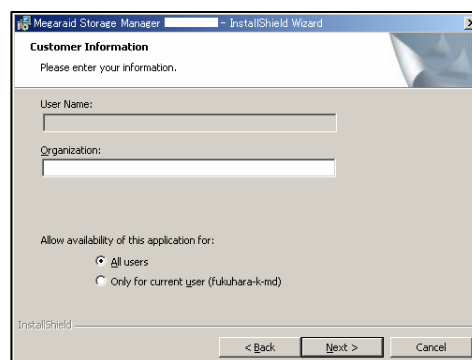 Megaraid Storage Manager - InstallShield Wizard
Customer Information
Please enter your information.
User Name:
Organization:
Allow availability of this application for:
All users
Only for current user (fukuhara-k-md)
InstallShield
< Back Next > Cancel